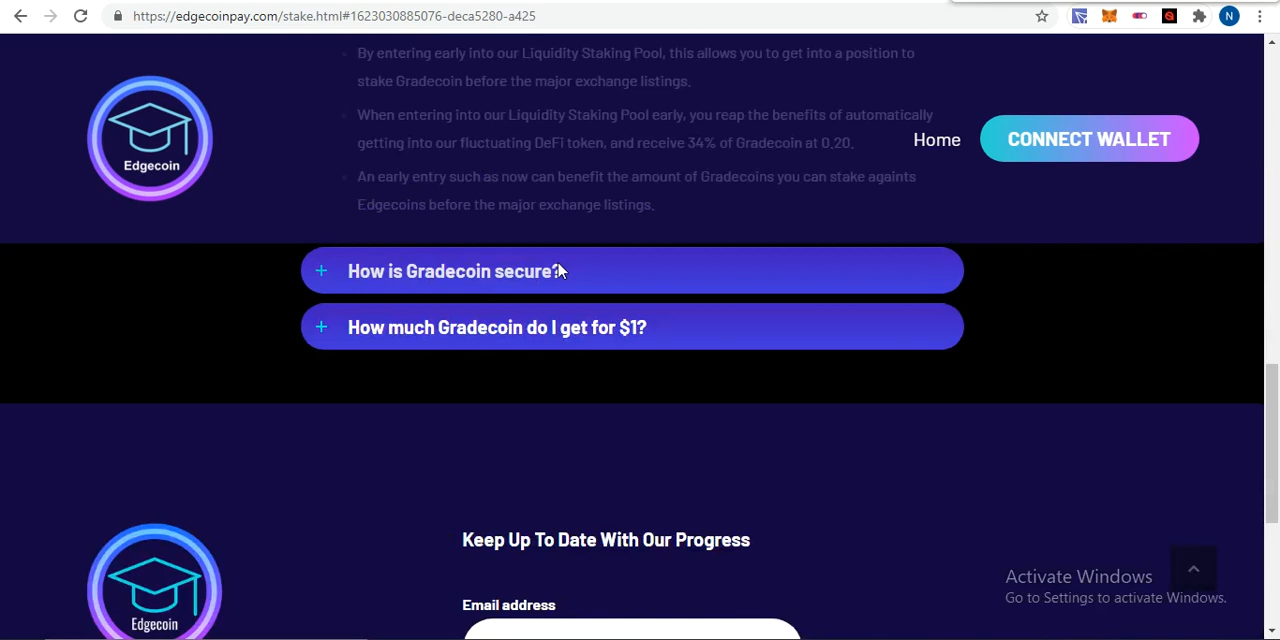 https://edgecoinpay.com/stake.html#1623030885076-deca5280-a425
N
By entering early into our Liquidity Staking Pool, this allows you to get into a position to
stake Gradecoin before the major exchange listings.
When entering into our Liquidity Staking Pool early, you reap the benefits of automatically
getting into our fluctuating DeFi token, and receive 34% of Gradecoin at 0.20.
An early entry such as now can benefit the amount of Gradecoins you can stake againts
Edgecoins before the major exchange listings.
Edgecoin
Home
CONNECT WALLET
+ How is Gradecoin secure?
+ How much Gradecoin do I get for $1?
Edgecoin
Keep Up To Date With Our Progress
Email address
Activate Windows
Go to Settings to activate Windows.